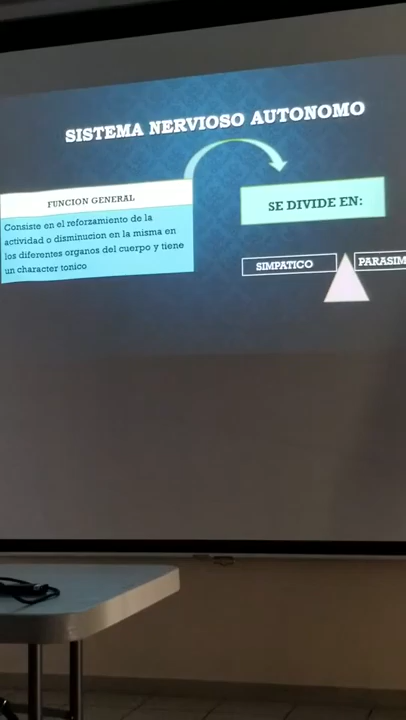 SISTEMA NERVIOSO AUTONOMO
FUNCION GENERAL
Consiste en el reforzamiento de la
actividad o disminucion en la misma en
los diferentes organos del cuerpo y tiene
un character tonico
SE DIVIDE EN:
SIMPATICO
PARASIM